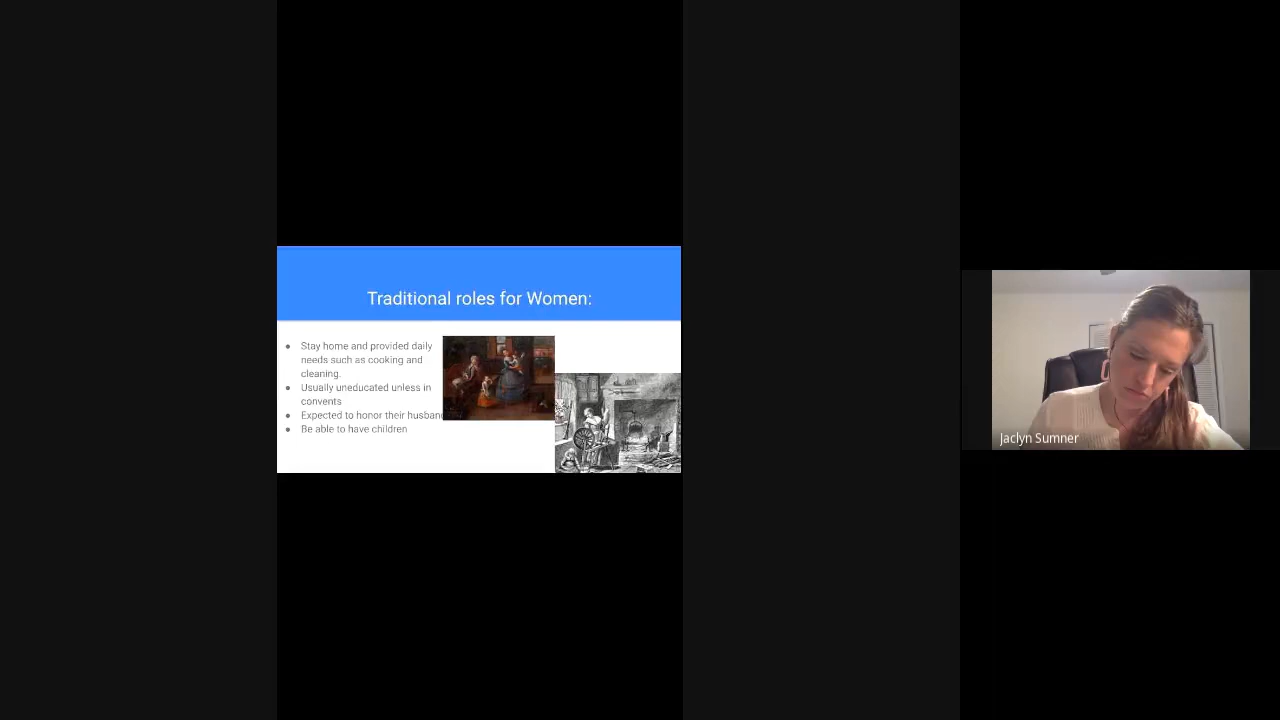 Traditional roles for Women:
● Stay home and provided daily
needs such as cooking and
cleaning.
● Usually uneducated unless in
convents
● Expected to honor their husband
● Be able to have children
Jaclyn Sumner